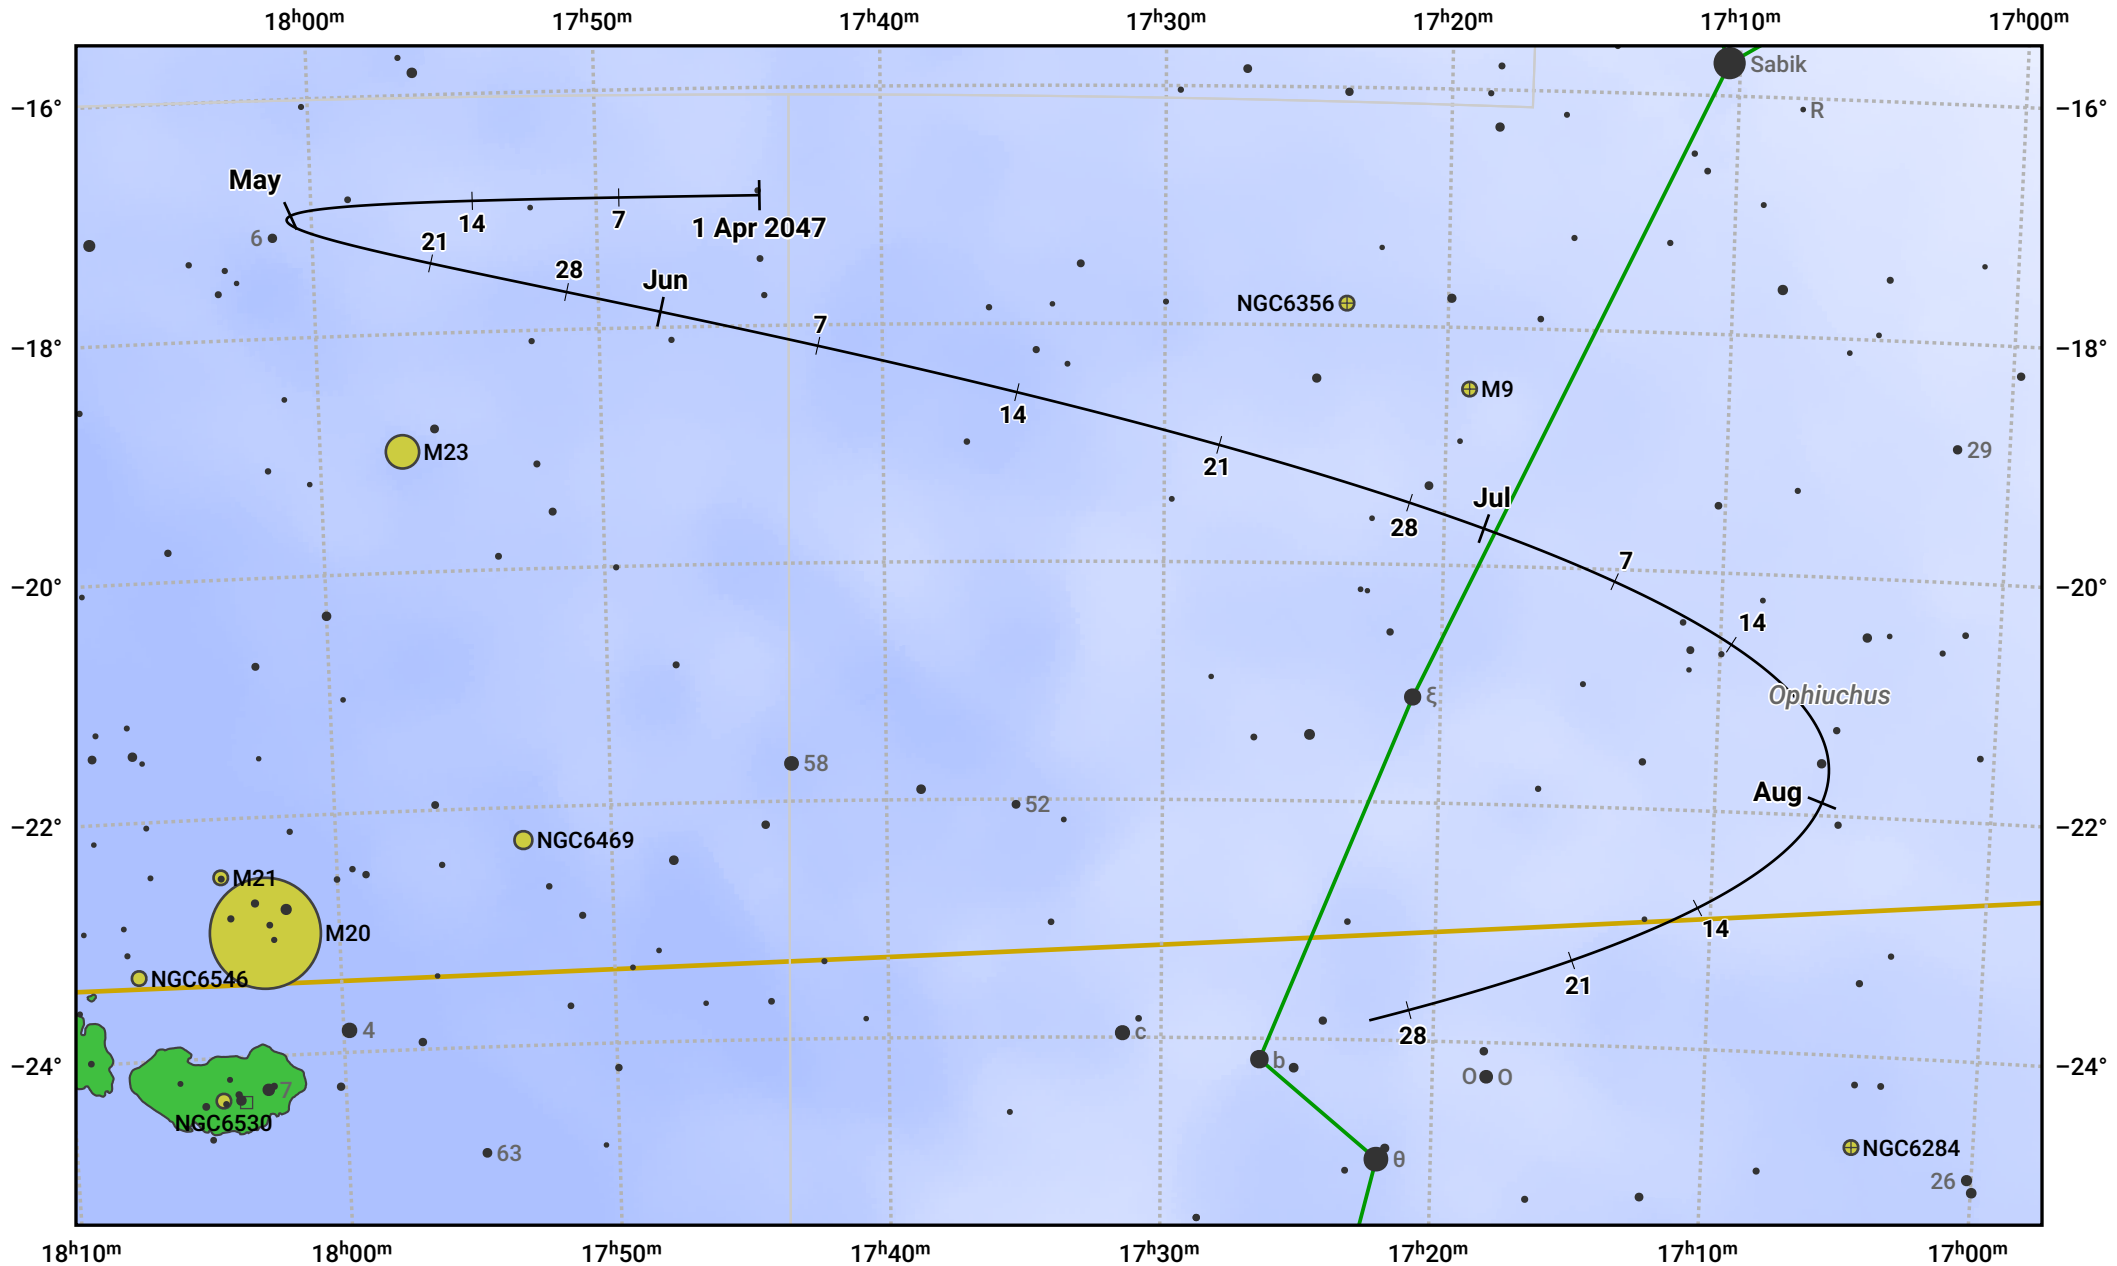 18ʰ00ᵐ 17ʰ50ᵐ 17ʰ40ᵐ 17ʰ30ᵐ 17ʰ20ᵐ 17ʰ10ᵐ 17ʰ00ᵐ
Sabik
−16° R −16°
May
14 7 1 Apr 2047
6 21
28 Jun
NGC6356
7
−18° −18°
M9
14
M23 21 29
Jul
28
7
−20° −20°
14
ξ Ophiuchus
58
Aug
52
−22° −22°
NGC6469
M21
M20 14
NGC6546 21
4 c 28
−24° b −24°
7 O O
NGC6530
63 θ NGC6284
26
18ʰ10ᵐ 18ʰ00ᵐ 17ʰ50ᵐ 17ʰ40ᵐ 17ʰ30ᵐ 17ʰ20ᵐ 17ʰ10ᵐ 17ʰ00ᵐ